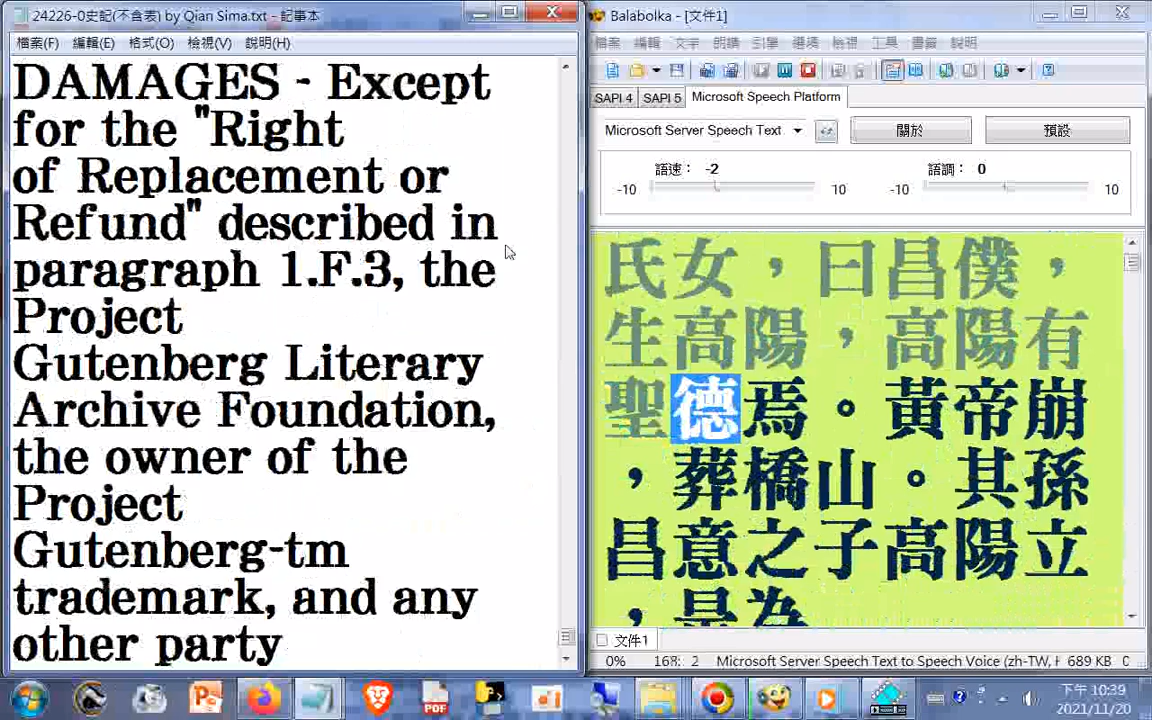 24226-0史記(不含表) by Qian Sima.txt - 記事本
檔案(F) 編輯(E) 格式(O) 檢視(V) 說明(H)
DAMAGES - Except
for the "Right
of Replacement or
Refund" described in
paragraph 1.F.3, the
Project
Gutenberg Literary
Archive Foundation,
the owner of the
Project
Gutenberg-tm
trademark, and any
other party
Balabolka - [文件1]
檔案 編輯 文字 朗讀 引擎 選項 檢視 工具 書籤 說明
SAPI 4 SAPI 5 Microsoft Speech Platform
Microsoft Server Speech Text 關於 預設
語速： -2 語調： 0
-10 10 -10 10
氏女，曰昌僕，
生高陽，高陽有
聖德焉。黃帝崩
，葬橋山。其孫
昌意之子高陽立
，是為
文件1
0% 168: 2 Microsoft Server Speech Text to Speech Voice (zh-TW, 689 KB 0
PDF
下午 10:39
2021/11/20